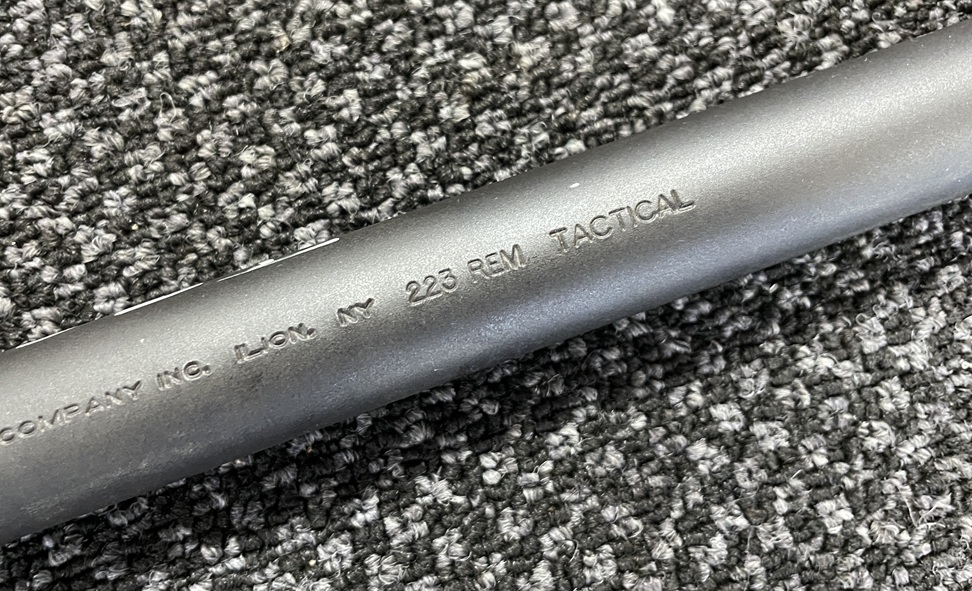 COMPANY INC. ILION. NY 223 REM TACTICAL